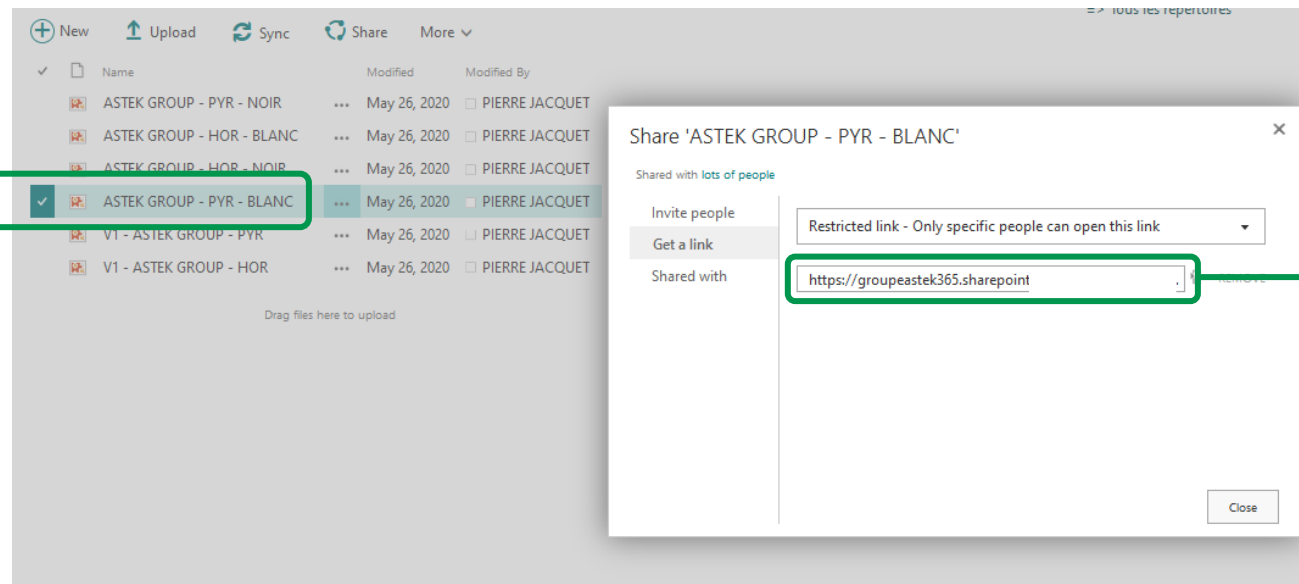 => Tous les répertoires
New Upload Sync Share More
Name Modified Modified By
ASTEK GROUP - PYR - NOIR ... May 26, 2020 PIERRE JACQUET
ASTEK GROUP - HOR - BLANC ... May 26, 2020 PIERRE JACQUET
ASTEK GROUP - HOR - NOIR ... May 26, 2020 PIERRE JACQUET
ASTEK GROUP - PYR - BLANC ... May 26, 2020 PIERRE JACQUET
V1 - ASTEK GROUP - PYR ... May 26, 2020 PIERRE JACQUET
V1 - ASTEK GROUP - HOR ... May 26, 2020 PIERRE JACQUET
Drag files here to upload
Share 'ASTEK GROUP - PYR - BLANC'
Shared with lots of people
Invite people
Get a link
Shared with
Restricted link - Only specific people can open this link
https://groupeastek365.sharepoint
REMOVE
Close